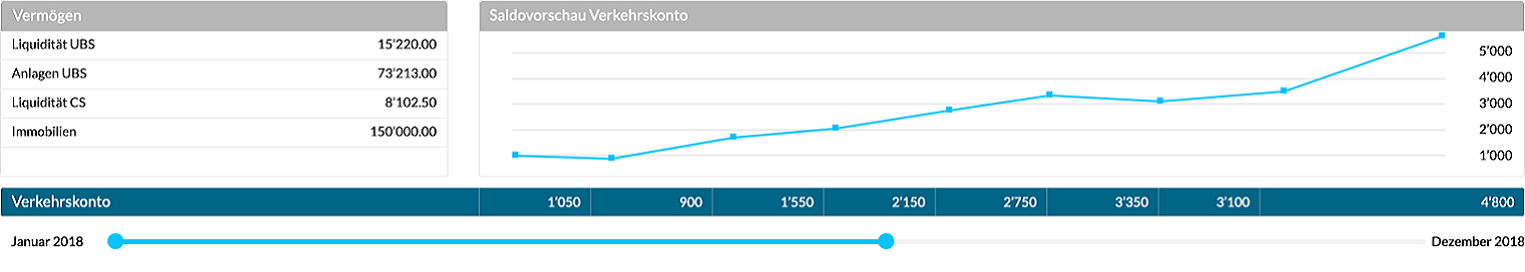 Vermögen
Liquidität UBS 15’220.00
Anlagen UBS 73’213.00
Liquidität CS 8’102.50
Immobilien 150’000.00
Saldovorschau Verkehrskonto
5’000
4’000
3’000
2’000
1’000
Verkehrskonto 1’050 900 1’550 2’150 2’750 3’350 3’100 4’800
Januar 2018 Dezember 2018